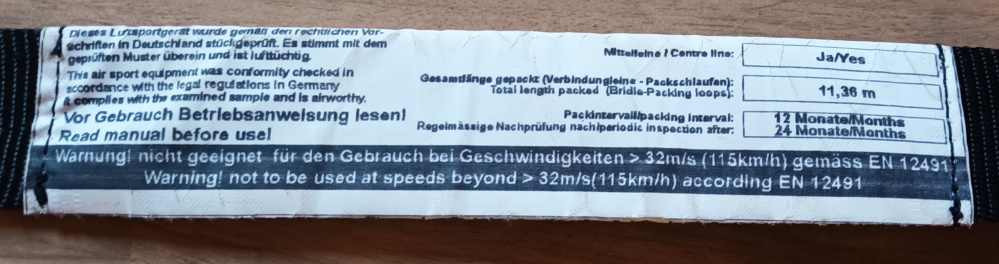 Dieses Luftsportgerät wurde gemäß den rechtlichen Vor-
schriften in Deutschland stückgeprüft. Es stimmt mit dem
geprüften Muster überein und ist lufttüchtig.
This air sport equipment was conformity checked in
accordance with the legal regulations in Germany
it complies with the examined sample and is airworthy.
Vor Gebrauch Betriebsanweisung lesen!
Read manual before use!
Mittelleine / Centre line: Ja/Yes
Gesamtlänge gepackt (Verbindungleine - Packschlaufen):
Total length packed (Bridle-Packing loops): 11,36 m
Packintervall/packing interval: 12 Monate/Months
Regelmässige Nachprüfung nach/periodic inspection after: 24 Monate/Months
Warnung! nicht geeignet für den Gebrauch bei Geschwindigkeiten > 32m/s (115km/h) gemäss EN 12491
Warning! not to be used at speeds beyond > 32m/s(115km/h) according EN 12491